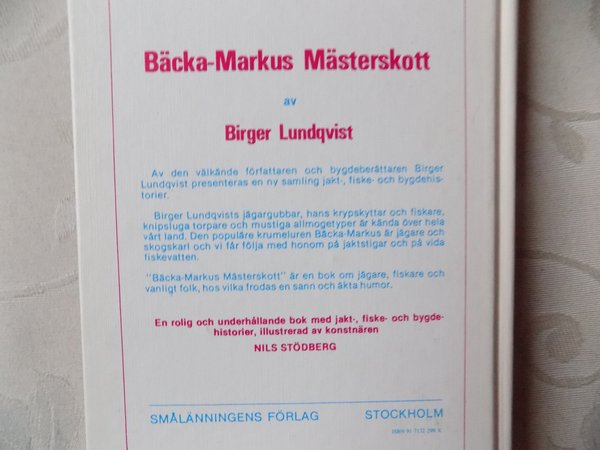 Bäcka-Markus Mästerskott
av
Birger Lundqvist
Av den välkände författaren och bygdeberättaren Birger
Lundqvist presenteras en ny samling jakt-, fiske- och bygdehis-
torier.
Birger Lundqvists jägargubbar, hans krypskyttar och fiskare,
knipsluga torpare och mustiga allmogetyper är kända över hela
vårt land. Den populäre krumeluren Bäcka-Markus är jägare och
skogskarl och vi får följa med honom på jaktstigar och på vida
fiskevatten.
"Bäcka-Markus Mästerskott" är en bok om jägare, fiskare och
vanligt folk, hos vilka frodas en sann och äkta humor.
En rolig och underhållande bok med jakt-, fiske- och bygde-
historier, illustrerad av konstnären
NILS STÖDBERG
SMÅLÄNNINGENS FÖRLAG STOCKHOLM
ISBN 91 7132 298 X